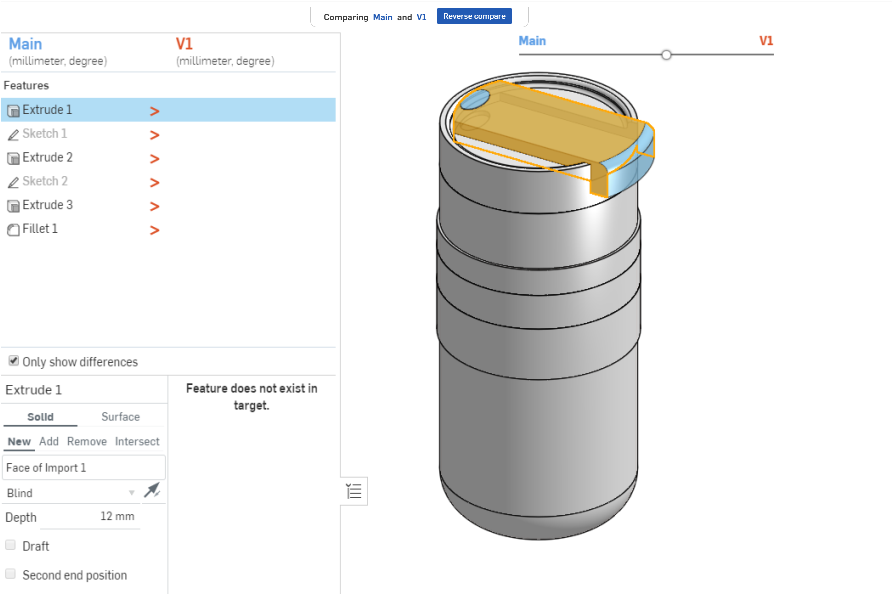 Comparing Main and V1 Reverse compare
Main V1
(millimeter, degree) (millimeter, degree)
Main V1
Features
Extrude 1 >
Sketch 1 >
Extrude 2 >
Sketch 2 >
Extrude 3 >
Fillet 1 >
Only show differences
Extrude 1
Solid Surface
New Add Remove Intersect
Face of Import 1
Blind
Depth 12 mm
Draft
Second end position
Feature does not exist in
target.